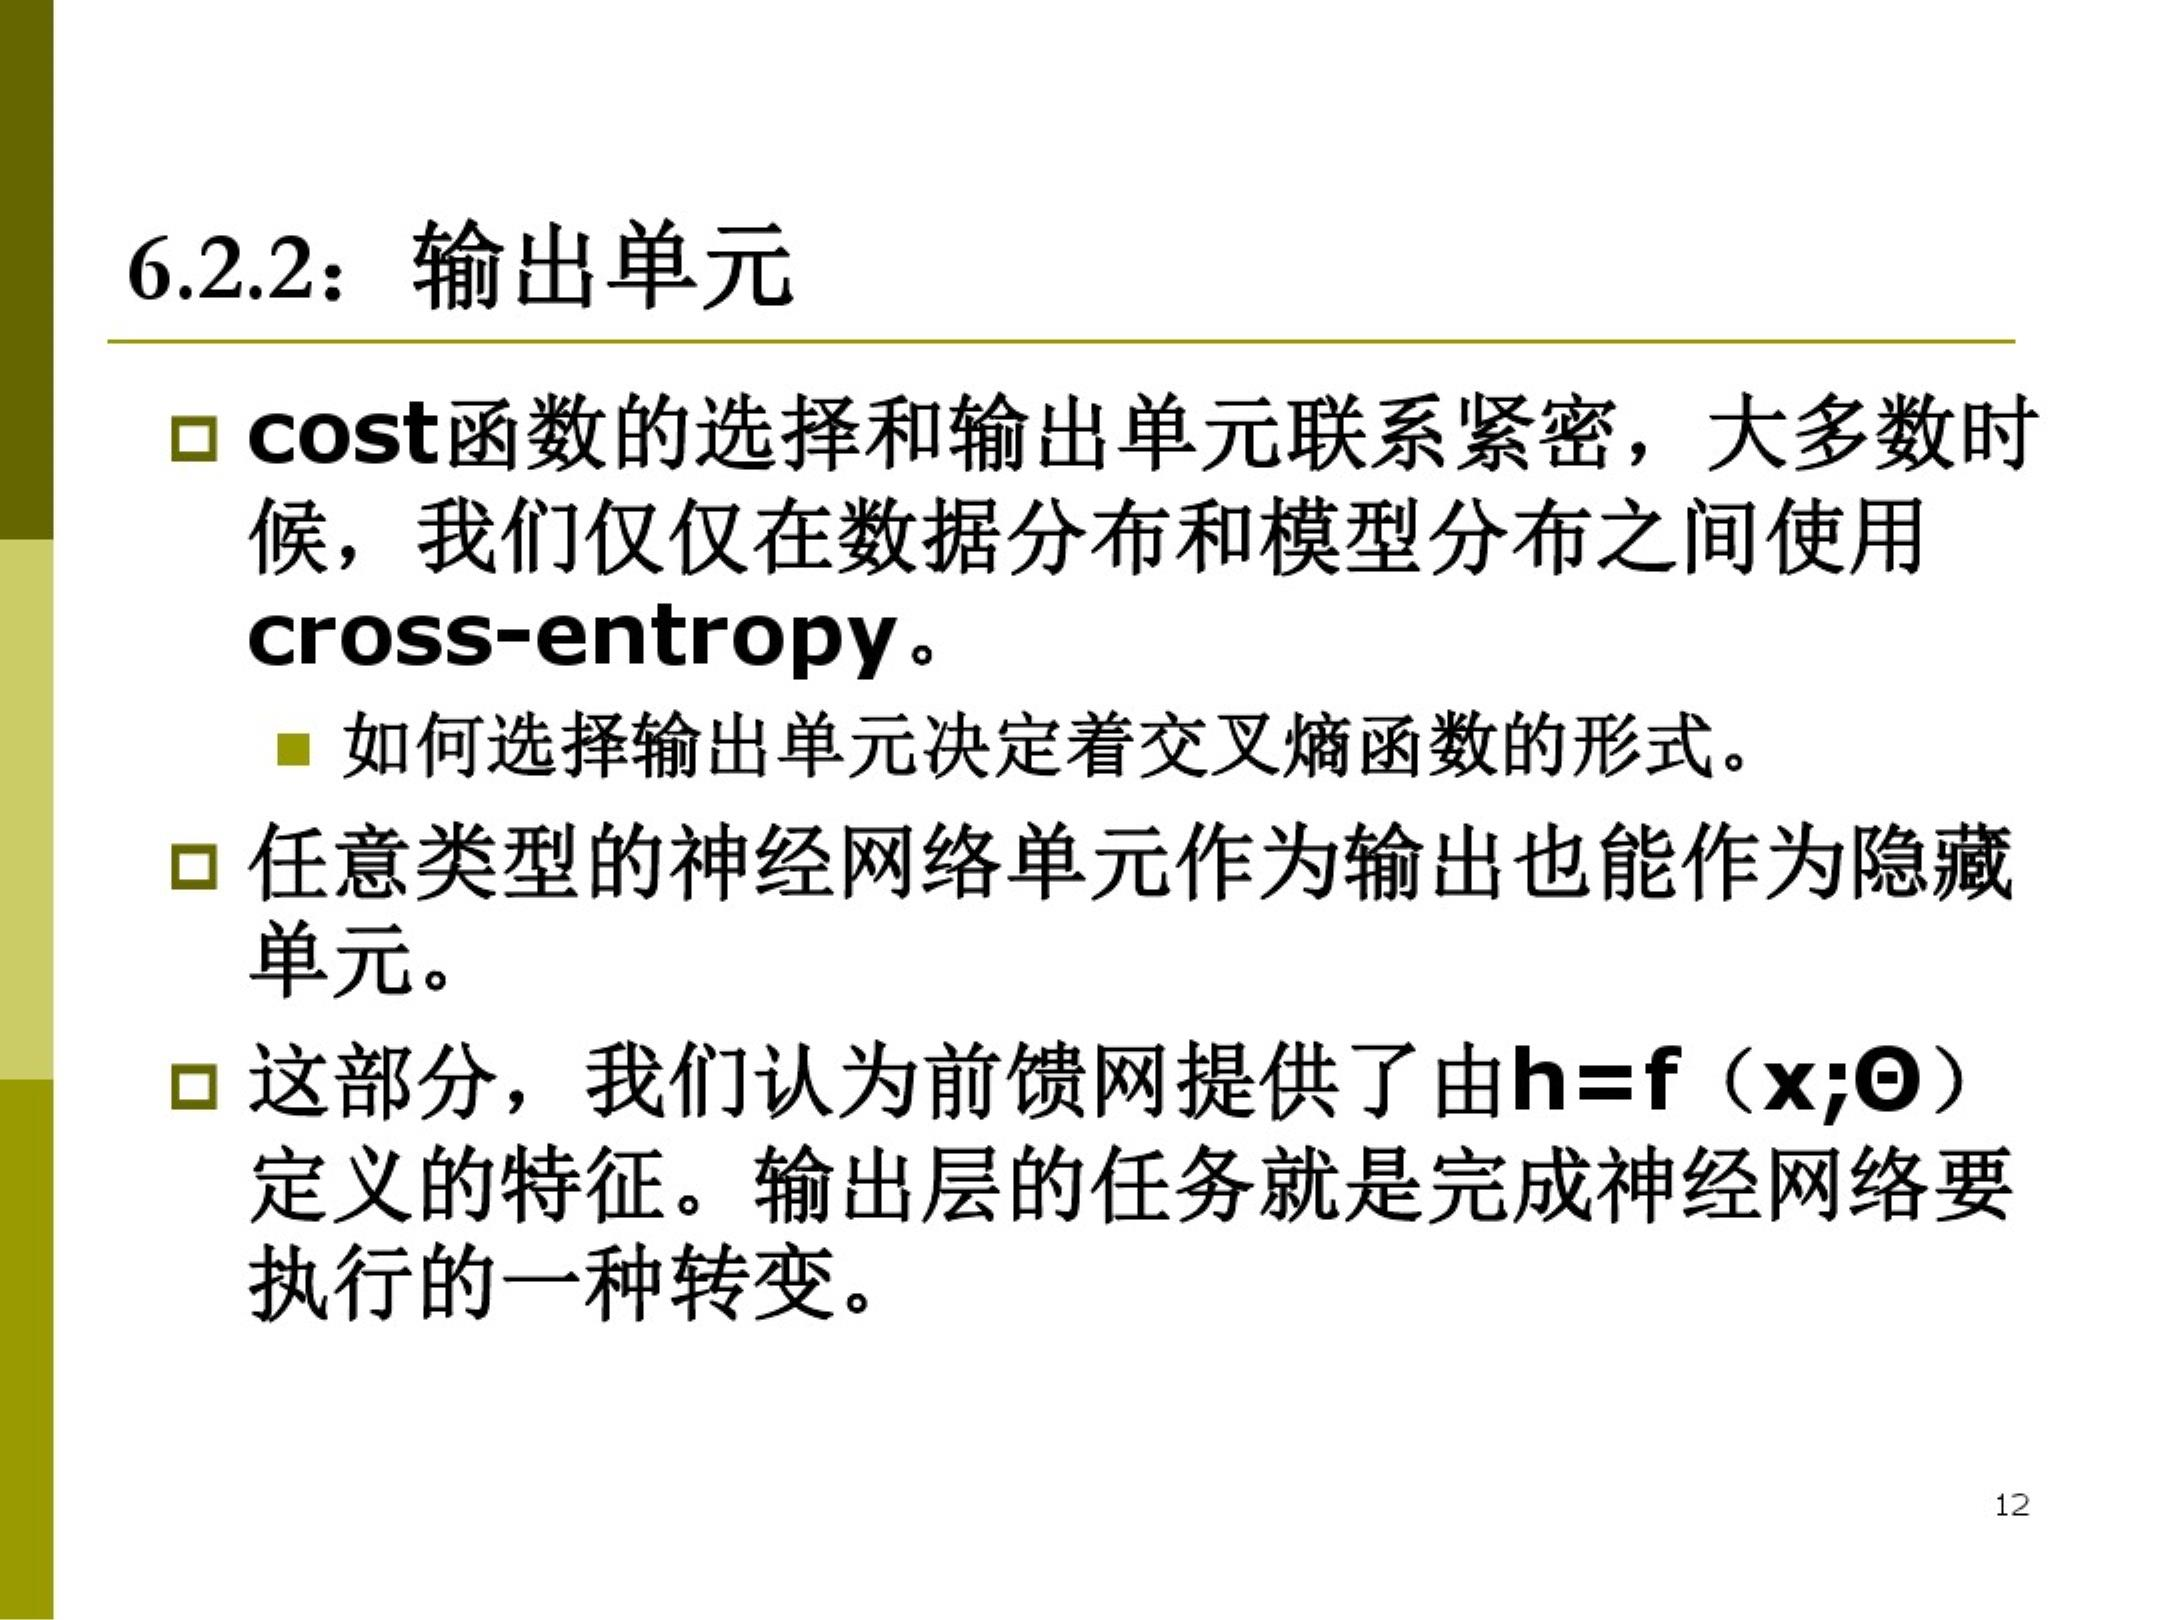 6.2.2：输出单元
cost函数的选择和输出单元联系紧密，大多数时
候，我们仅仅在数据分布和模型分布之间使用
cross-entropy。
如何选择输出单元决定着交叉熵函数的形式。
任意类型的神经网络单元作为输出也能作为隐藏
单元。
这部分，我们认为前馈网提供了由h=f（x;Θ）
定义的特征。输出层的任务就是完成神经网络要
执行的一种转变。
12